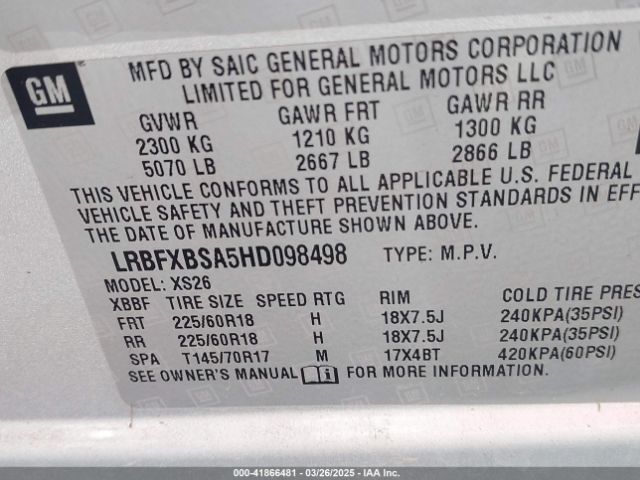 GM
MFD BY SAIC GENERAL MOTORS CORPORATION
LIMITED FOR GENERAL MOTORS LLC
GVWR GAWR FRT GAWR RR
2300 KG 1210 KG 1300 KG
5070 LB 2667 LB 2866 LB
THIS VEHICLE CONFORMS TO ALL APPLICABLE U.S. FEDERAL
VEHICLE SAFETY AND THEFT PREVENTION STANDARDS IN EFF
THE DATE OF MANUFACTURE SHOWN ABOVE.
LRBFXBSA5HD098498 TYPE: M.P.V.
MODEL: XS26
XBBF TIRE SIZE SPEED RTG RIM COLD TIRE PRES
FRT 225/60R18 H 18X7.5J 240KPA(35PSI)
RR 225/60R18 H 18X7.5J 240KPA(35PSI)
SPA T145/70R17 M 17X4BT 420KPA(60PSI)
SEE OWNER'S MANUAL FOR MORE INFORMATION.
000-41866481 - 03/26/2025 - IAA Inc.